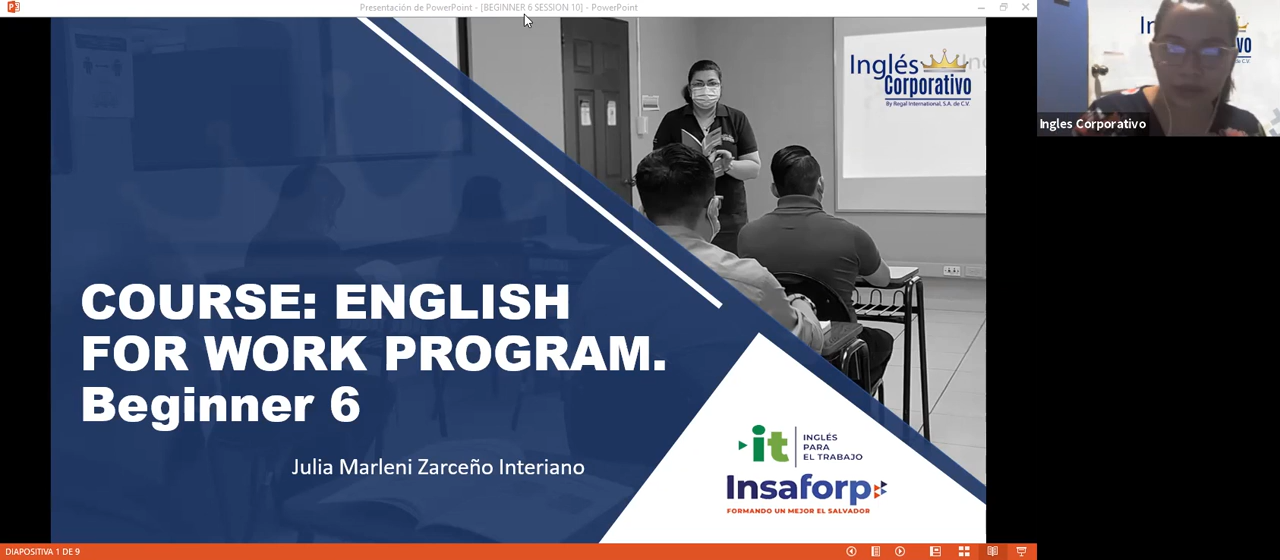 Presentación de PowerPoint - [BEGINNER 6 SESSION 10] - PowerPoint
Inglés
Corporativo
By Regal International, S.A. de C.V.
Ingles Corporativo
COURSE: ENGLISH
FOR WORK PROGRAM.
Beginner 6
Julia Marleni Zarceño Interiano
it
INGLÉS
PARA
EL TRABAJO
Insaforp
FORMANDO UN MEJOR EL SALVADOR
DIAPOSITIVA 1 DE 9